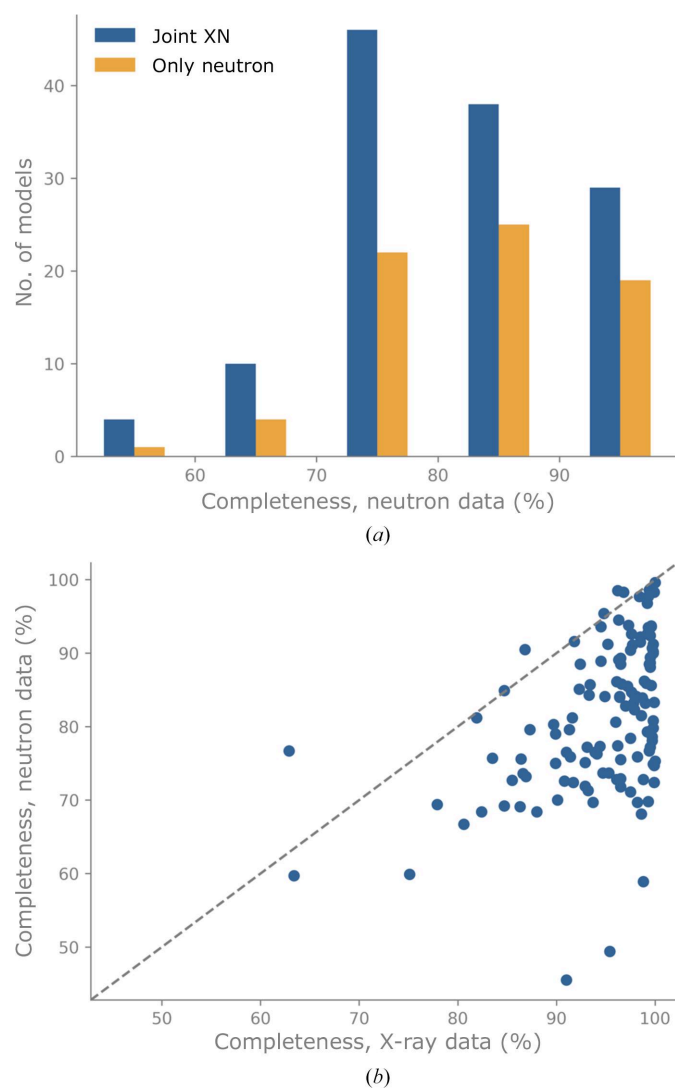 Joint XN
Only neutron
No. of models
40
30
20
10
0
60 70 80 90
Completeness, neutron data (%)
(a)
Completeness, neutron data (%)
100
90
80
70
60
50
50 60 70 80 90 100
Completeness, X-ray data (%)
(b)